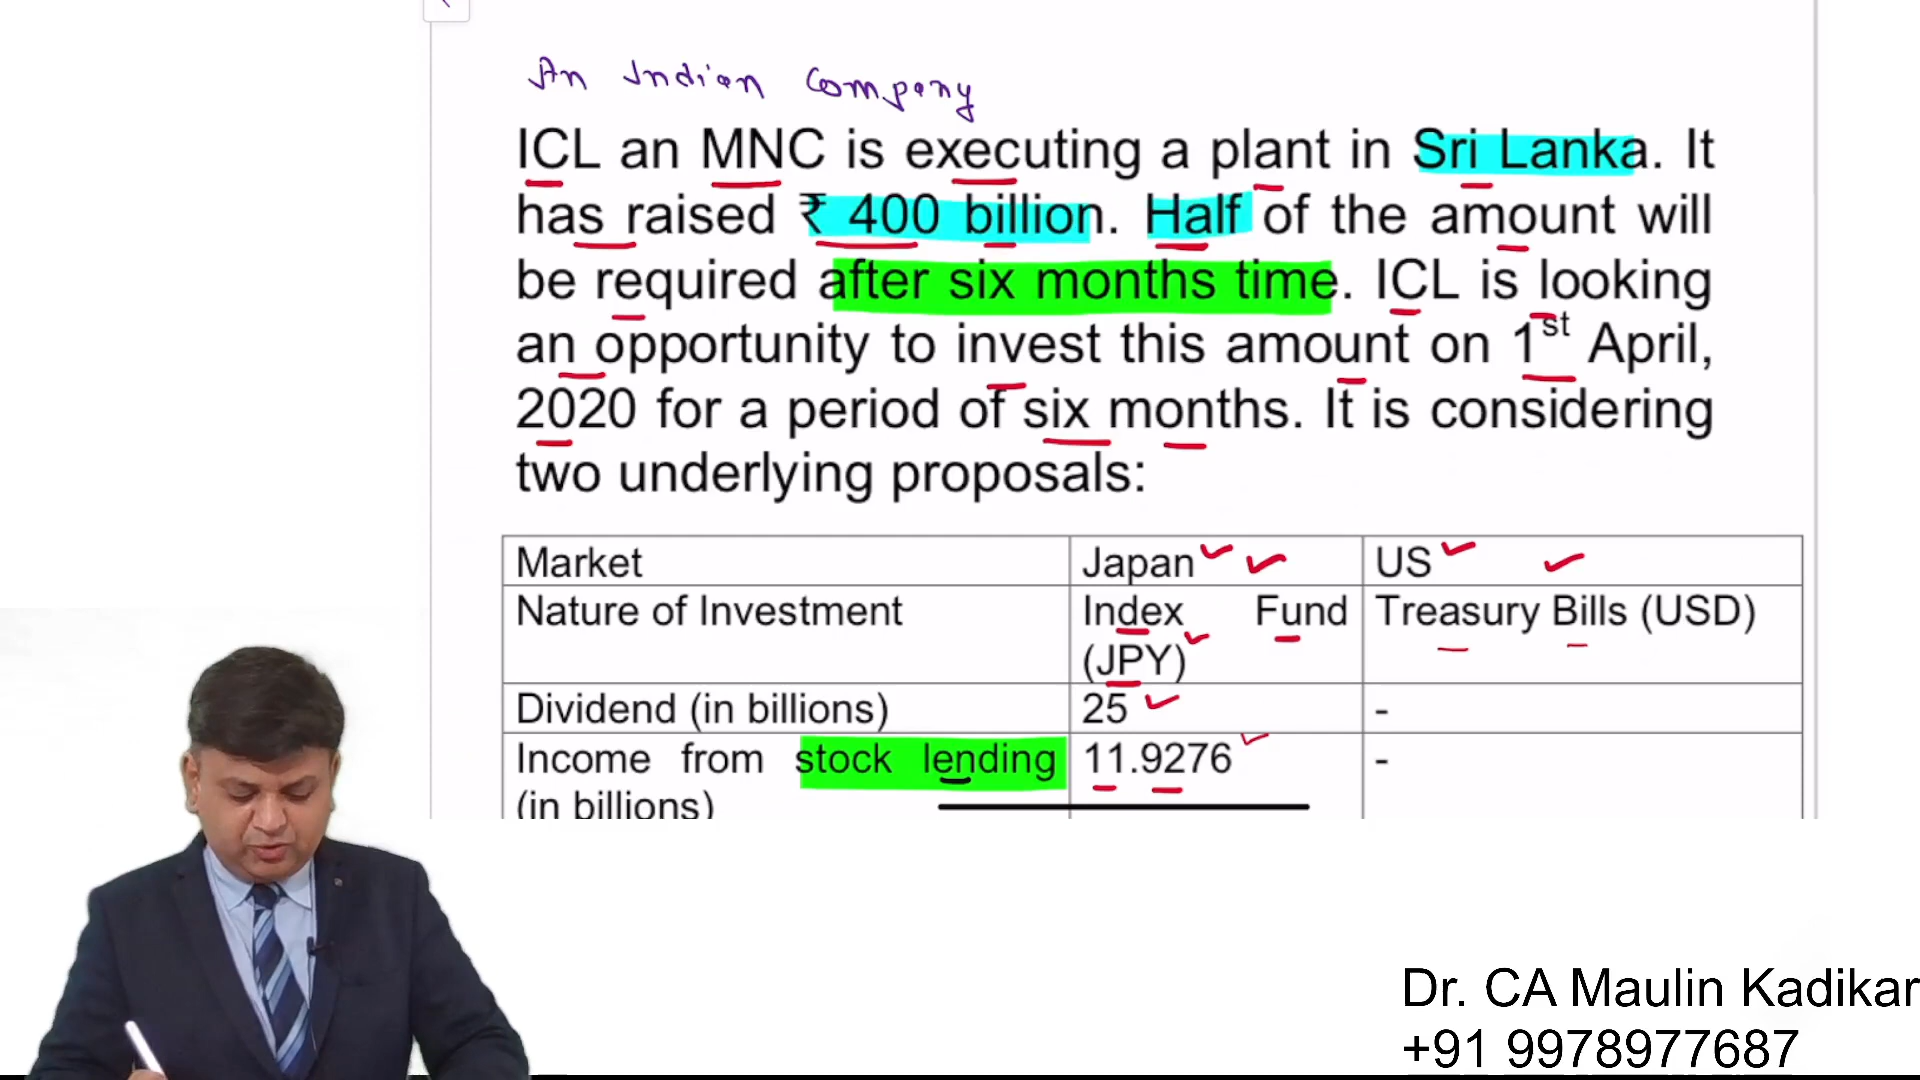 An Indian Company
ICL an MNC is executing a plant in Sri Lanka. It
has raised ₹ 400 billion. Half of the amount will
be required after six months time. ICL is looking
an opportunity to invest this amount on 1st April,
2020 for a period of six months. It is considering
two underlying proposals:
Market Japan US
Nature of Investment Index Fund Treasury Bills (USD)
(JPY)
Dividend (in billions) 25 -
Income from stock lending 11.9276 -
(in billions)
Dr. CA Maulin Kadikar
+91 9978977687